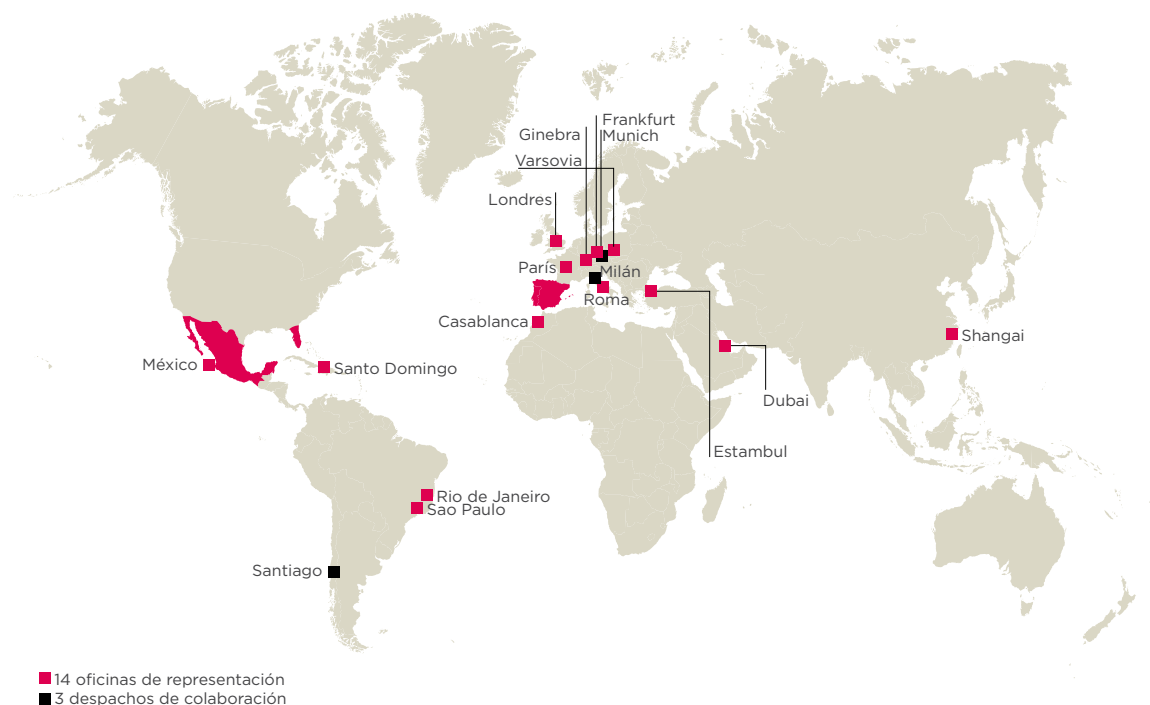 Frankfurt
Ginebra
Munich
Varsovia
Londres
París
Milán
Roma
Casablanca
Shangai
México
Santo Domingo
Dubai
Estambul
Rio de Janeiro
Sao Paulo
Santiago
14 oficinas de representación
3 despachos de colaboración